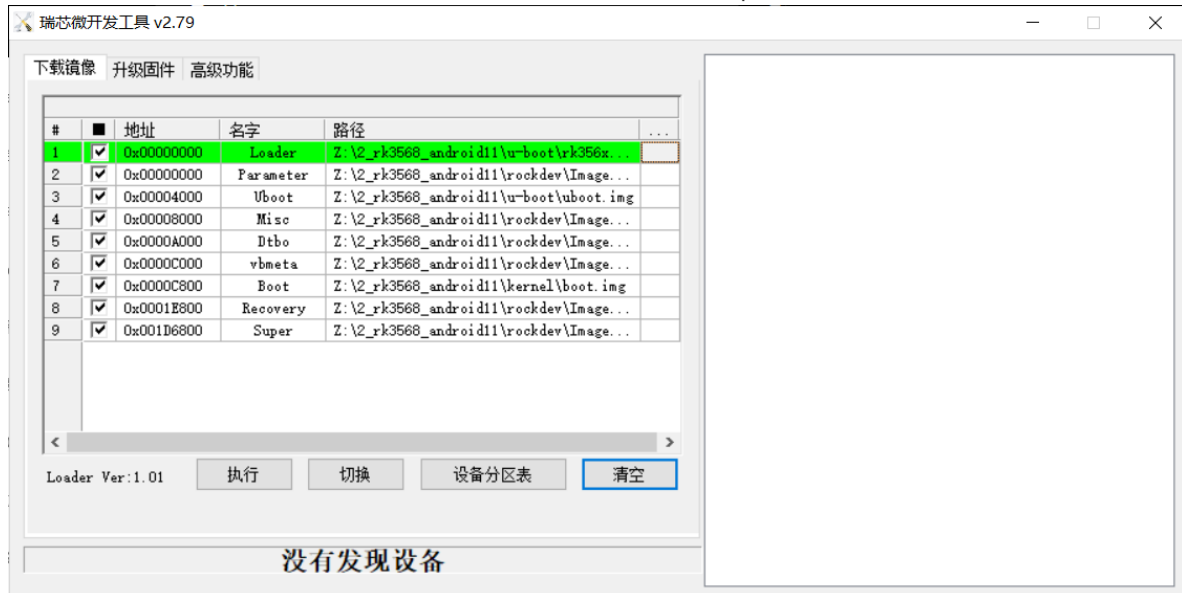 瑞芯微开发工具 v2.79
下载镜像 升级固件 高级功能
# 地址 名字 路径 ...
1 0x00000000 Loader Z:\2_rk3568_android11\u-boot\rk356x...
2 0x00000000 Parameter Z:\2_rk3568_android11\rockdev\Image...
3 0x00004000 Uboot Z:\2_rk3568_android11\u-boot\uboot.img
4 0x00008000 Misc Z:\2_rk3568_android11\rockdev\Image...
5 0x0000A000 Dtbo Z:\2_rk3568_android11\rockdev\Image...
6 0x0000C000 vbmeta Z:\2_rk3568_android11\rockdev\Image...
7 0x0000C800 Boot Z:\2_rk3568_android11\kernel\boot.img
8 0x0001E800 Recovery Z:\2_rk3568_android11\rockdev\Image...
9 0x001D6800 Super Z:\2_rk3568_android11\rockdev\Image...
Loader Ver:1.01 执行 切换 设备分区表 清空
没有发现设备